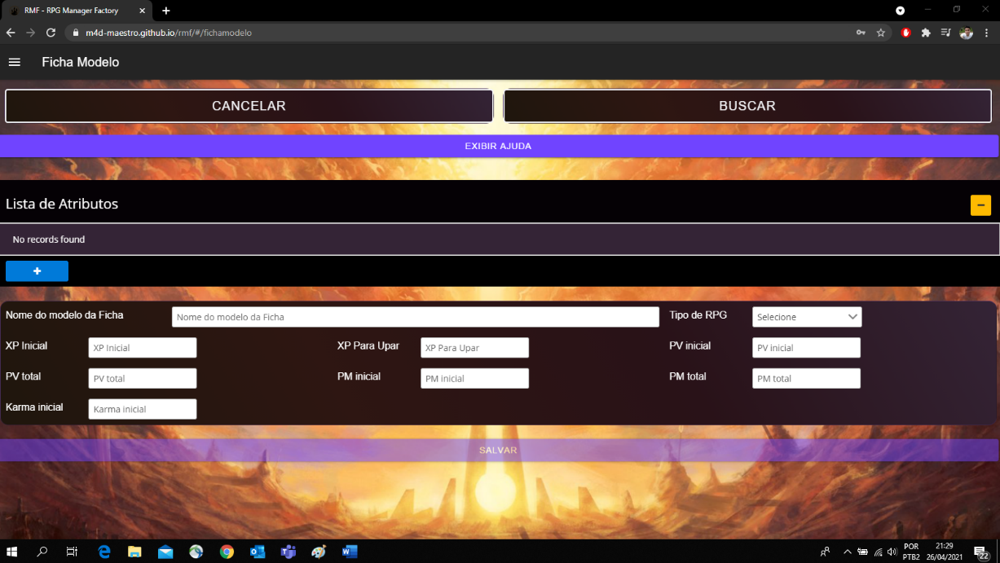 RMF - RPG Manager Factory
m4d-maestro.github.io/rmf/#/fichamodelo
Ficha Modelo
CANCELAR BUSCAR
EXIBIR AJUDA
Lista de Atributos
No records found
Nome do modelo da Ficha Nome do modelo da Ficha Tipo de RPG Selecione
XP Inicial XP Inicial XP Para Upar XP Para Upar PV inicial PV inicial
PV total PV total PM inicial PM inicial PM total PM total
Karma inicial Karma inicial
SALVAR
POR 21:29
PTB2 26/04/2021 22